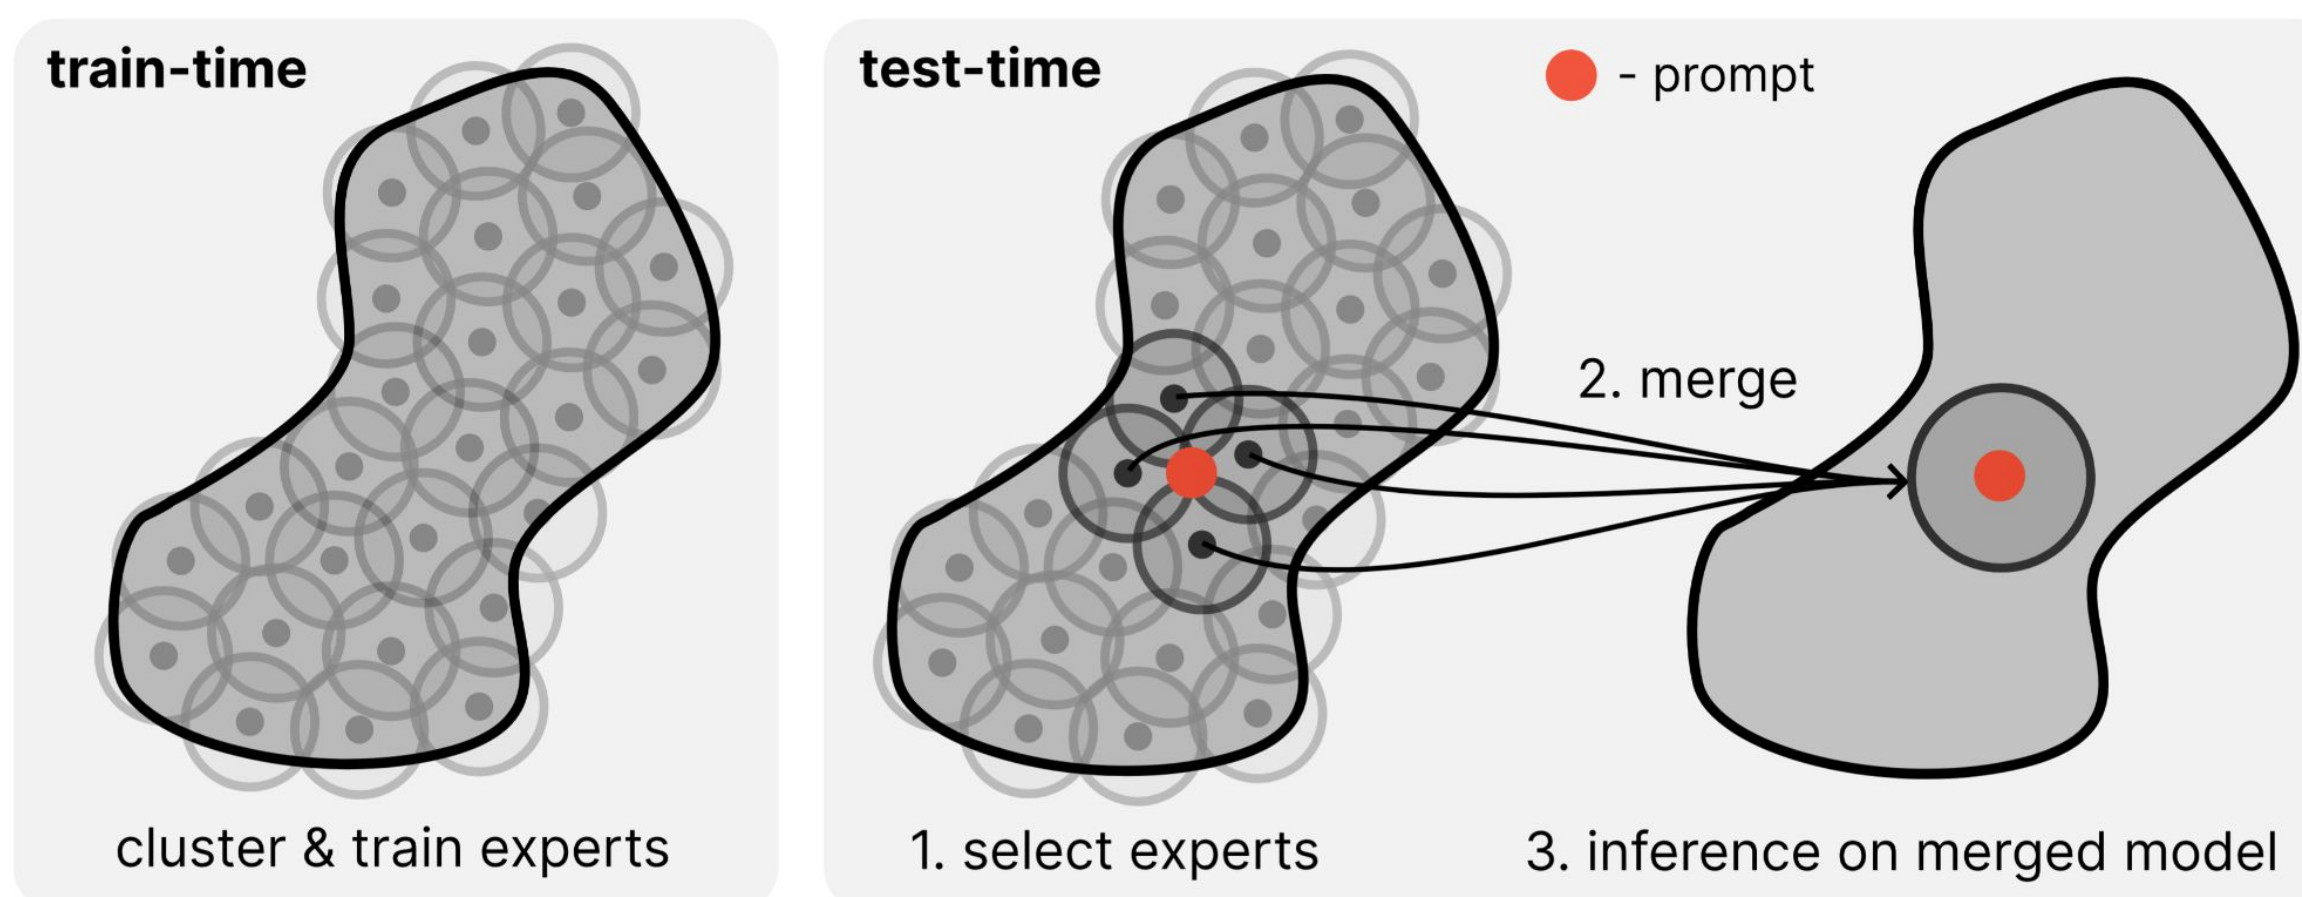 train-time
cluster & train experts
test-time
- prompt
2. merge
1. select experts
3. inference on merged model